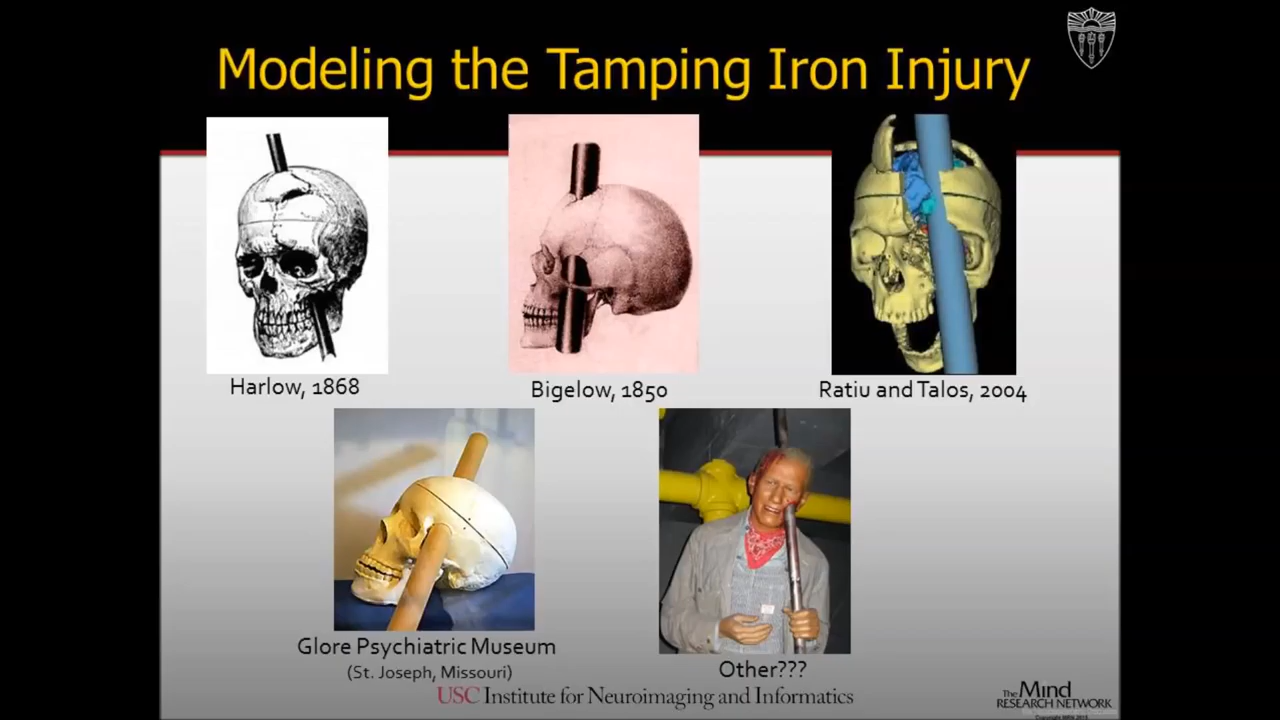 Modeling the Tamping Iron Injury
Harlow, 1868
Bigelow, 1850
Ratiu and Talos, 2004
Glore Psychiatric Museum
(St. Joseph, Missouri)
Other???
USC Institute for Neuroimaging and Informatics
The Mind
RESEARCH NETWORK